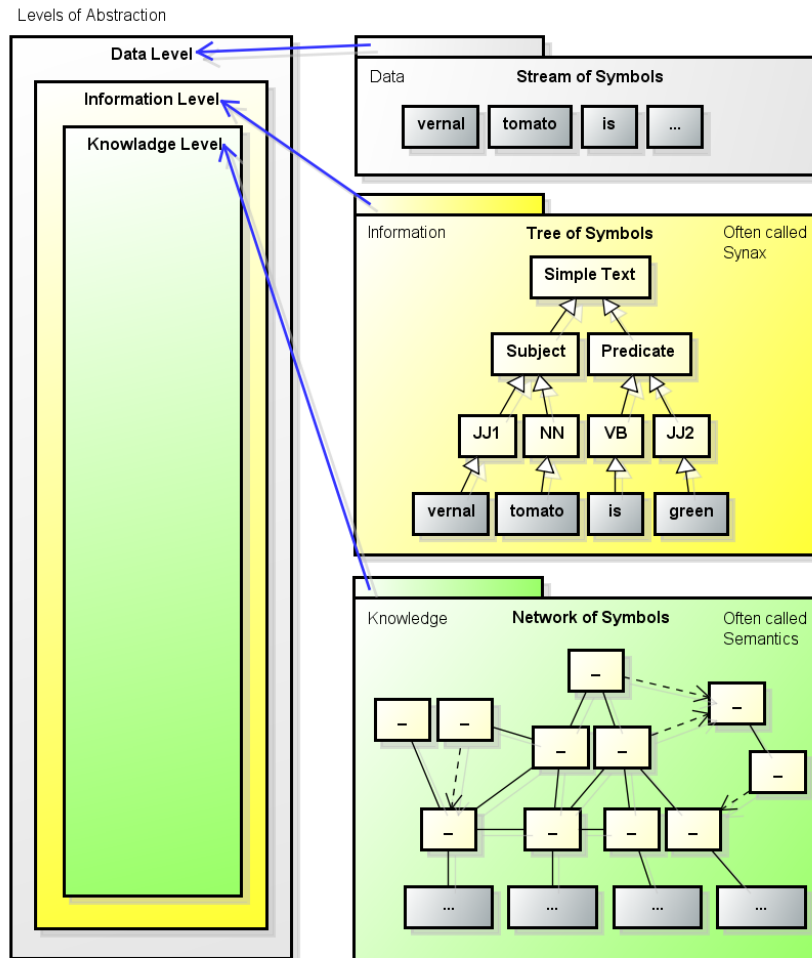 Levels of Abstraction
Data Level
Information Level
Knowladge Level
Data
Stream of Symbols
vernal
tomato
is
...
Information
Tree of Symbols
Often called
Synax
Simple Text
Subject
Predicate
JJ1
NN
VB
JJ2
vernal
tomato
is
green
Knowledge
Network of Symbols
Often called
Semantics
_
_
_
_
_
_
_
_
_
_
_
...
...
...
...